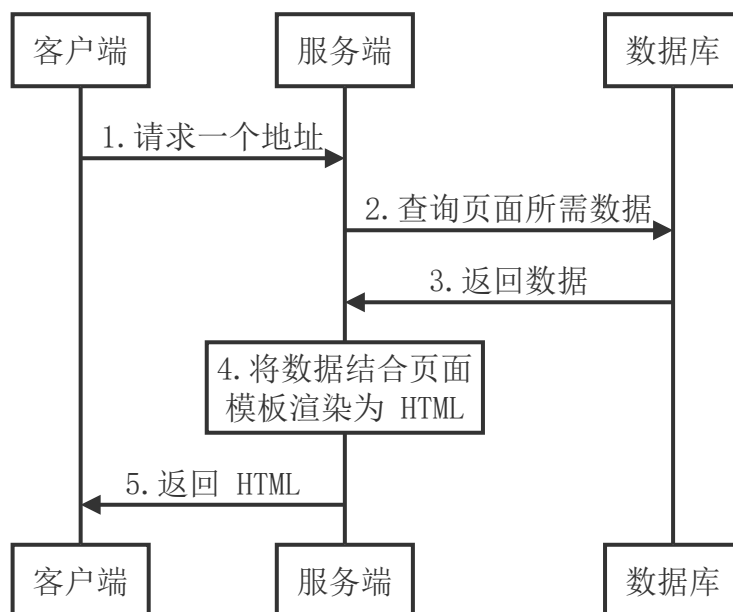 客户端
服务端
数据库
1.请求一个地址
2.查询页面所需数据
3.返回数据
4.将数据结合页面
模板渲染为 HTML
5.返回 HTML
客户端
服务端
数据库